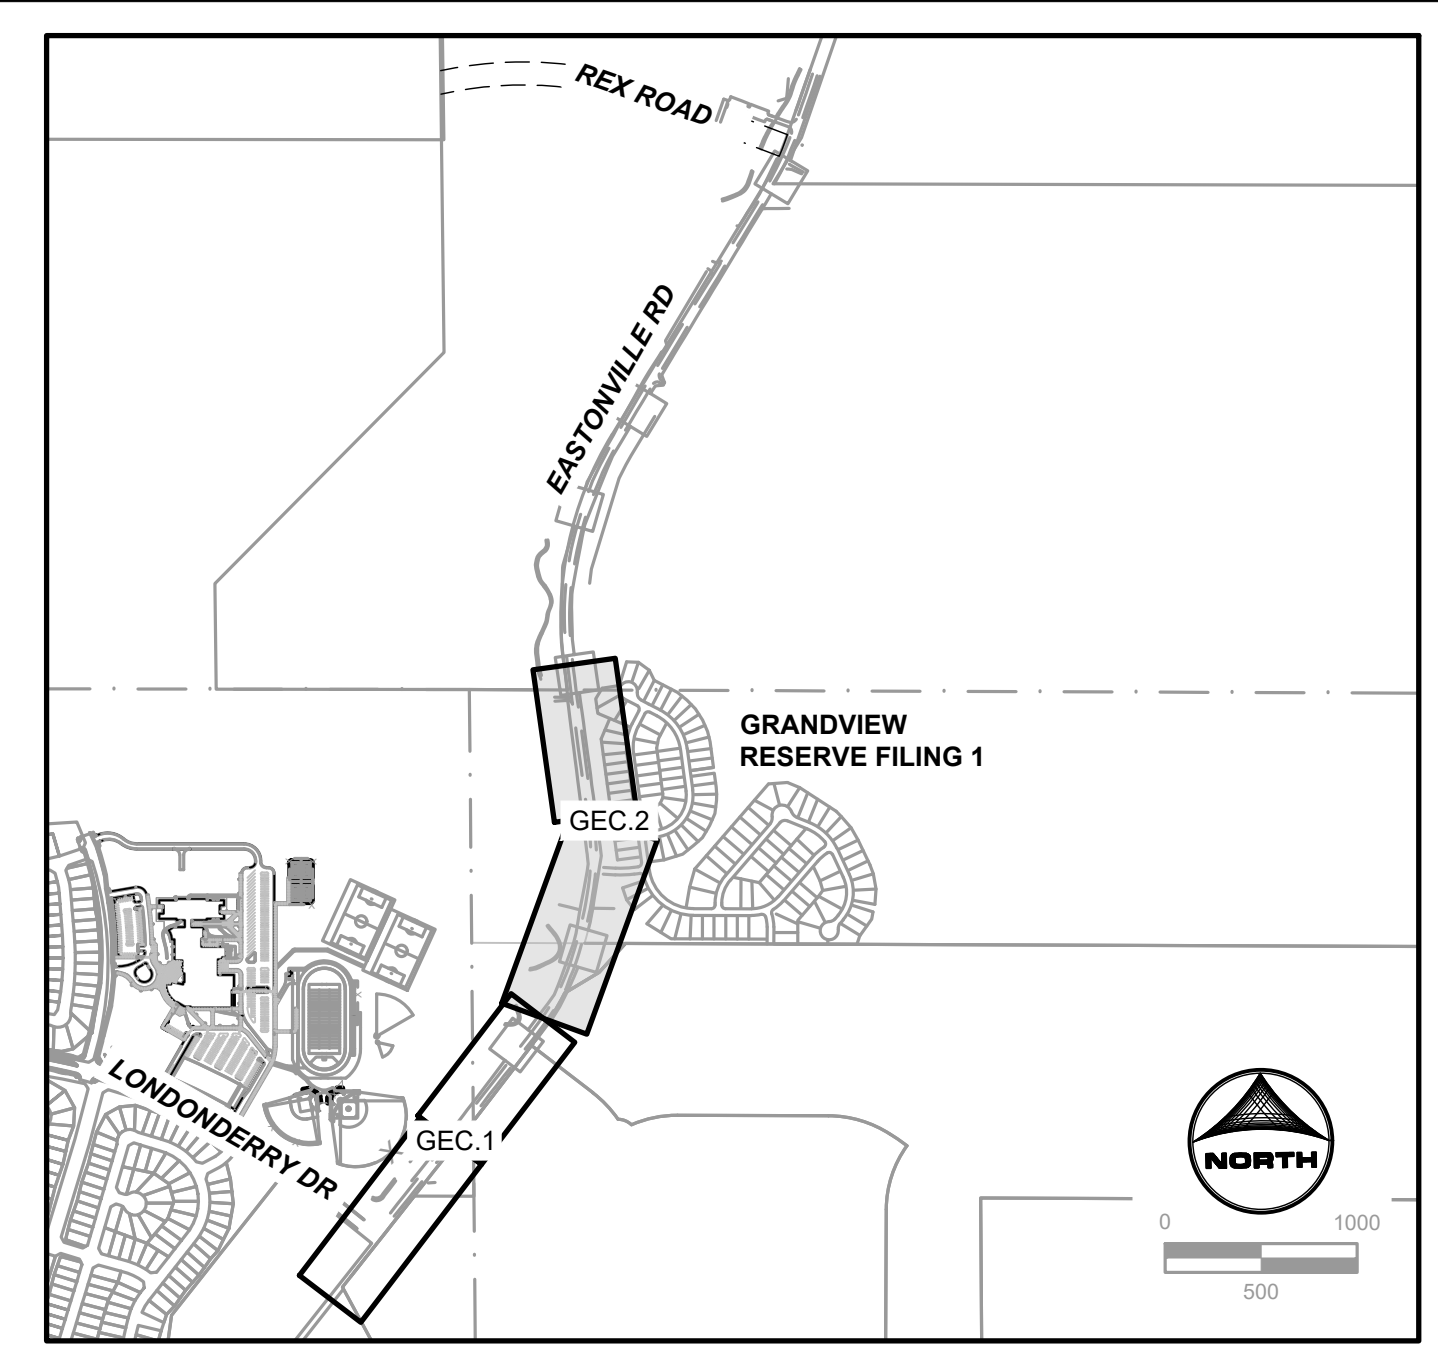 REX ROAD
EASTONVILLE RD
GRANDVIEW
RESERVE FILING 1
GEC.2
LONDONDERRY DR
GEC.1
NORTH
0
1000
500